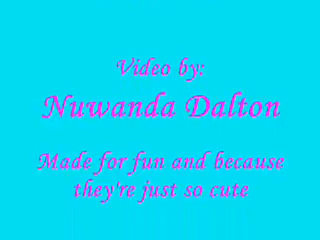 Video by:
Nuwanda Dalton
Made for fun and because
they're just so cute